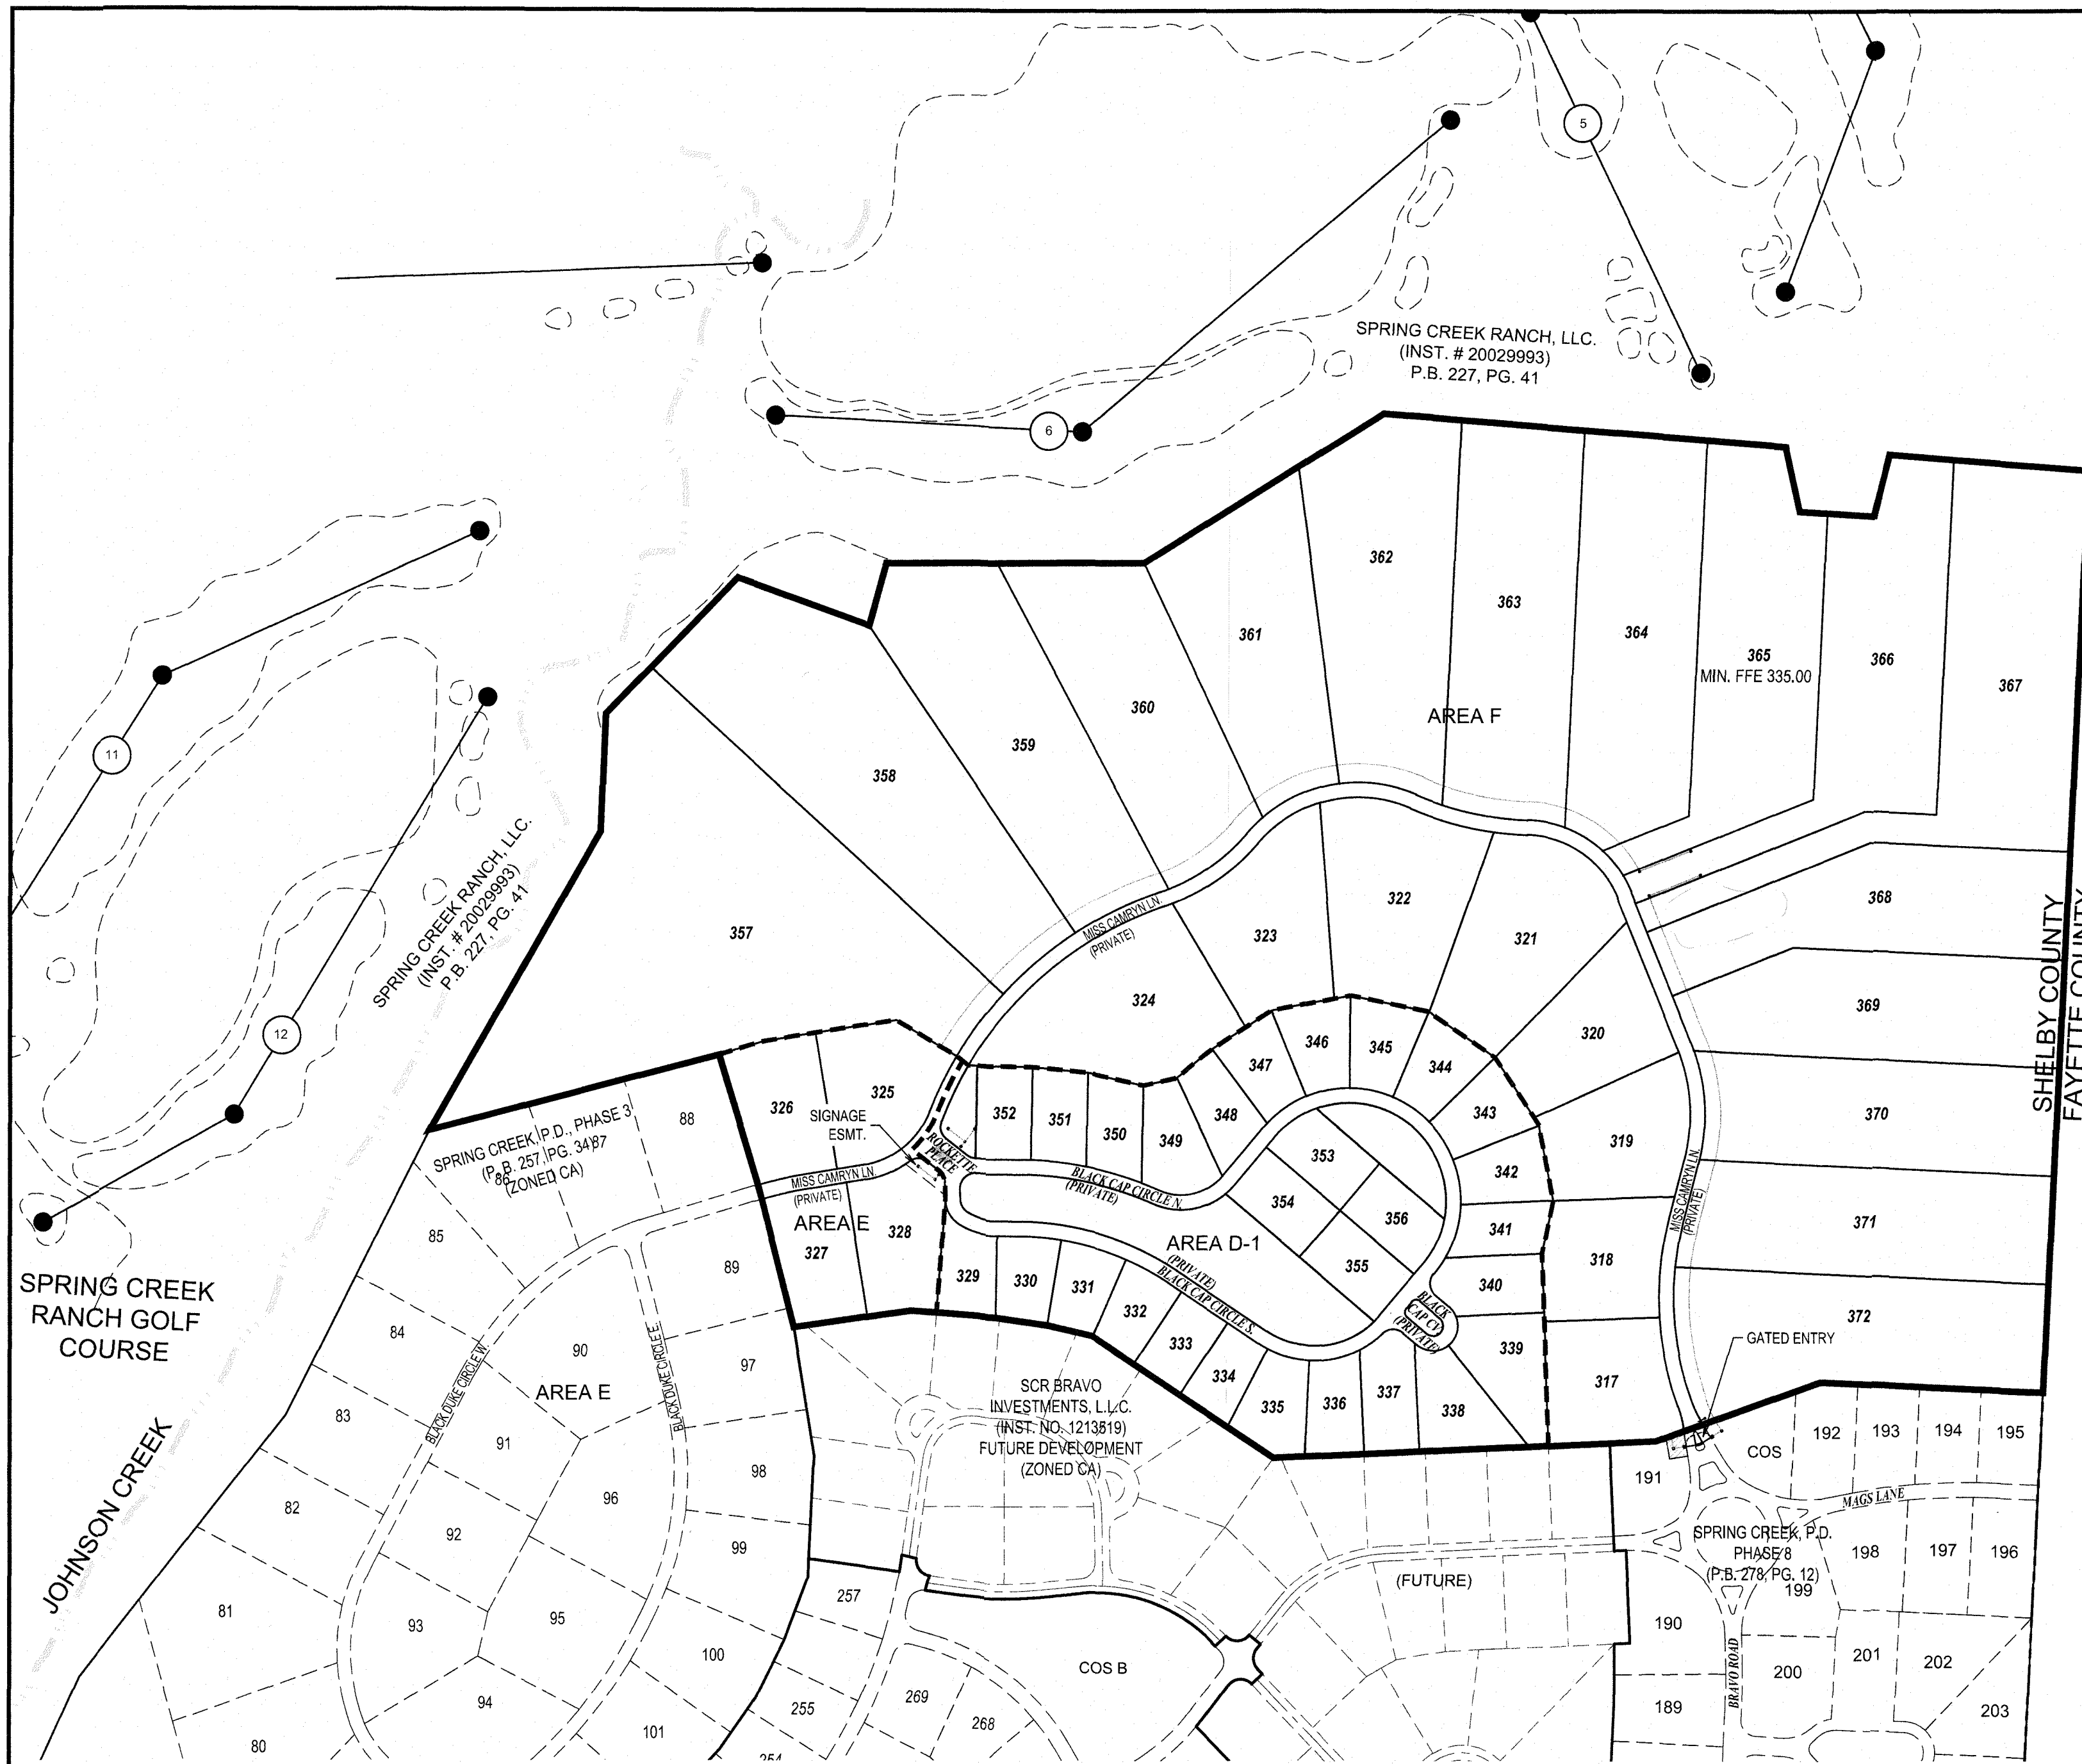 5
SPRING CREEK RANCH, LLC.
(INST. # 20029993)
P.B. 227, PG. 41
6
362
363
361
364
365
MIN. FFE 335.00
366
367
360
AREA F
359
358
11
SPRING CREEK RANCH, LLC.
(INST. # 20029993)
P.B. 227, PG. 41
357
MISS CAMRYN LN.
(PRIVATE)
323
322
321
368
324
320
369
SHELBY COUNTY
FAYETTE COUNTY
12
346
345
347
344
325
326
SIGNAGE
ESMT.
352
351
350
349
348
343
319
370
88
SPRING CREEK, P.D., PHASE 3
(P.B. 257, PG. 34)
87
86
(ZONED CA)
ROCKETTE
PLACE
353
342
MISS CAMRYN LN.
(PRIVATE)
BLACK CAP CIRCLE N.
(PRIVATE)
354
356
MISS CAMRYN LN.
(PRIVATE)
371
85
AREA E
327
328
AREA D-1
341
318
89
329
330
331
(PRIVATE)
BLACK CAP CIRCLE S.
355
340
SPRING CREEK
RANCH GOLF
COURSE
332
BLACK
CAP CV.
(PRIVATE)
372
GATED ENTRY
84
BLACK DUKE CIRCLE W.
90
BLACK DUKE CIRCLE E.
97
333
339
AREA E
SCR BRAVO
INVESTMENTS, L.L.C.
(INST. NO. 1213519)
FUTURE DEVELOPMENT
(ZONED CA)
334
335
336
337
338
317
83
91
98
COS
192
193
194
195
191
JOHNSON CREEK
82
96
MAGS LANE
92
99
SPRING CREEK, P.D.
PHASE 8
(P.B. 278, PG. 12)
198
197
196
(FUTURE)
199
81
93
95
257
190
100
COS B
BRAVO ROAD
200
201
202
94
255
269
268
189
203
80
101
254